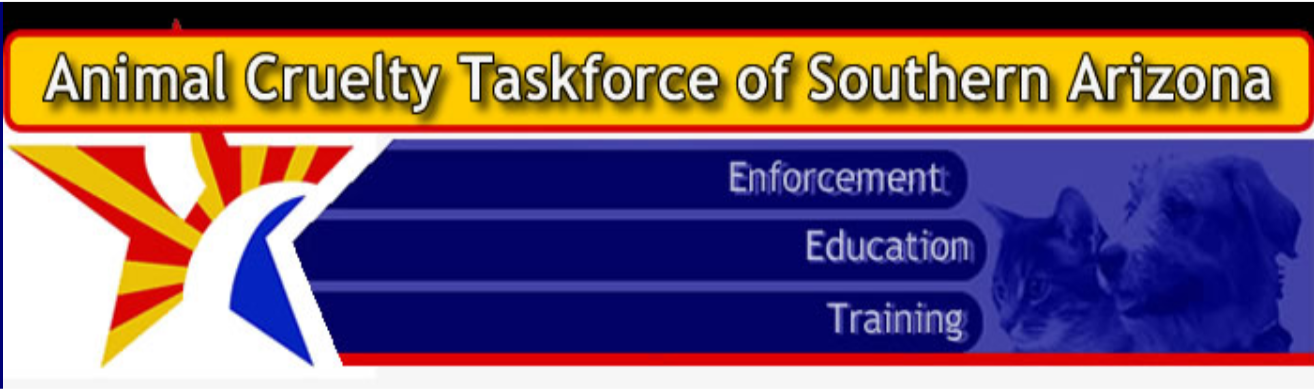 Animal Cruelty Taskforce of Southern Arizona
Enforcement
Education
Training